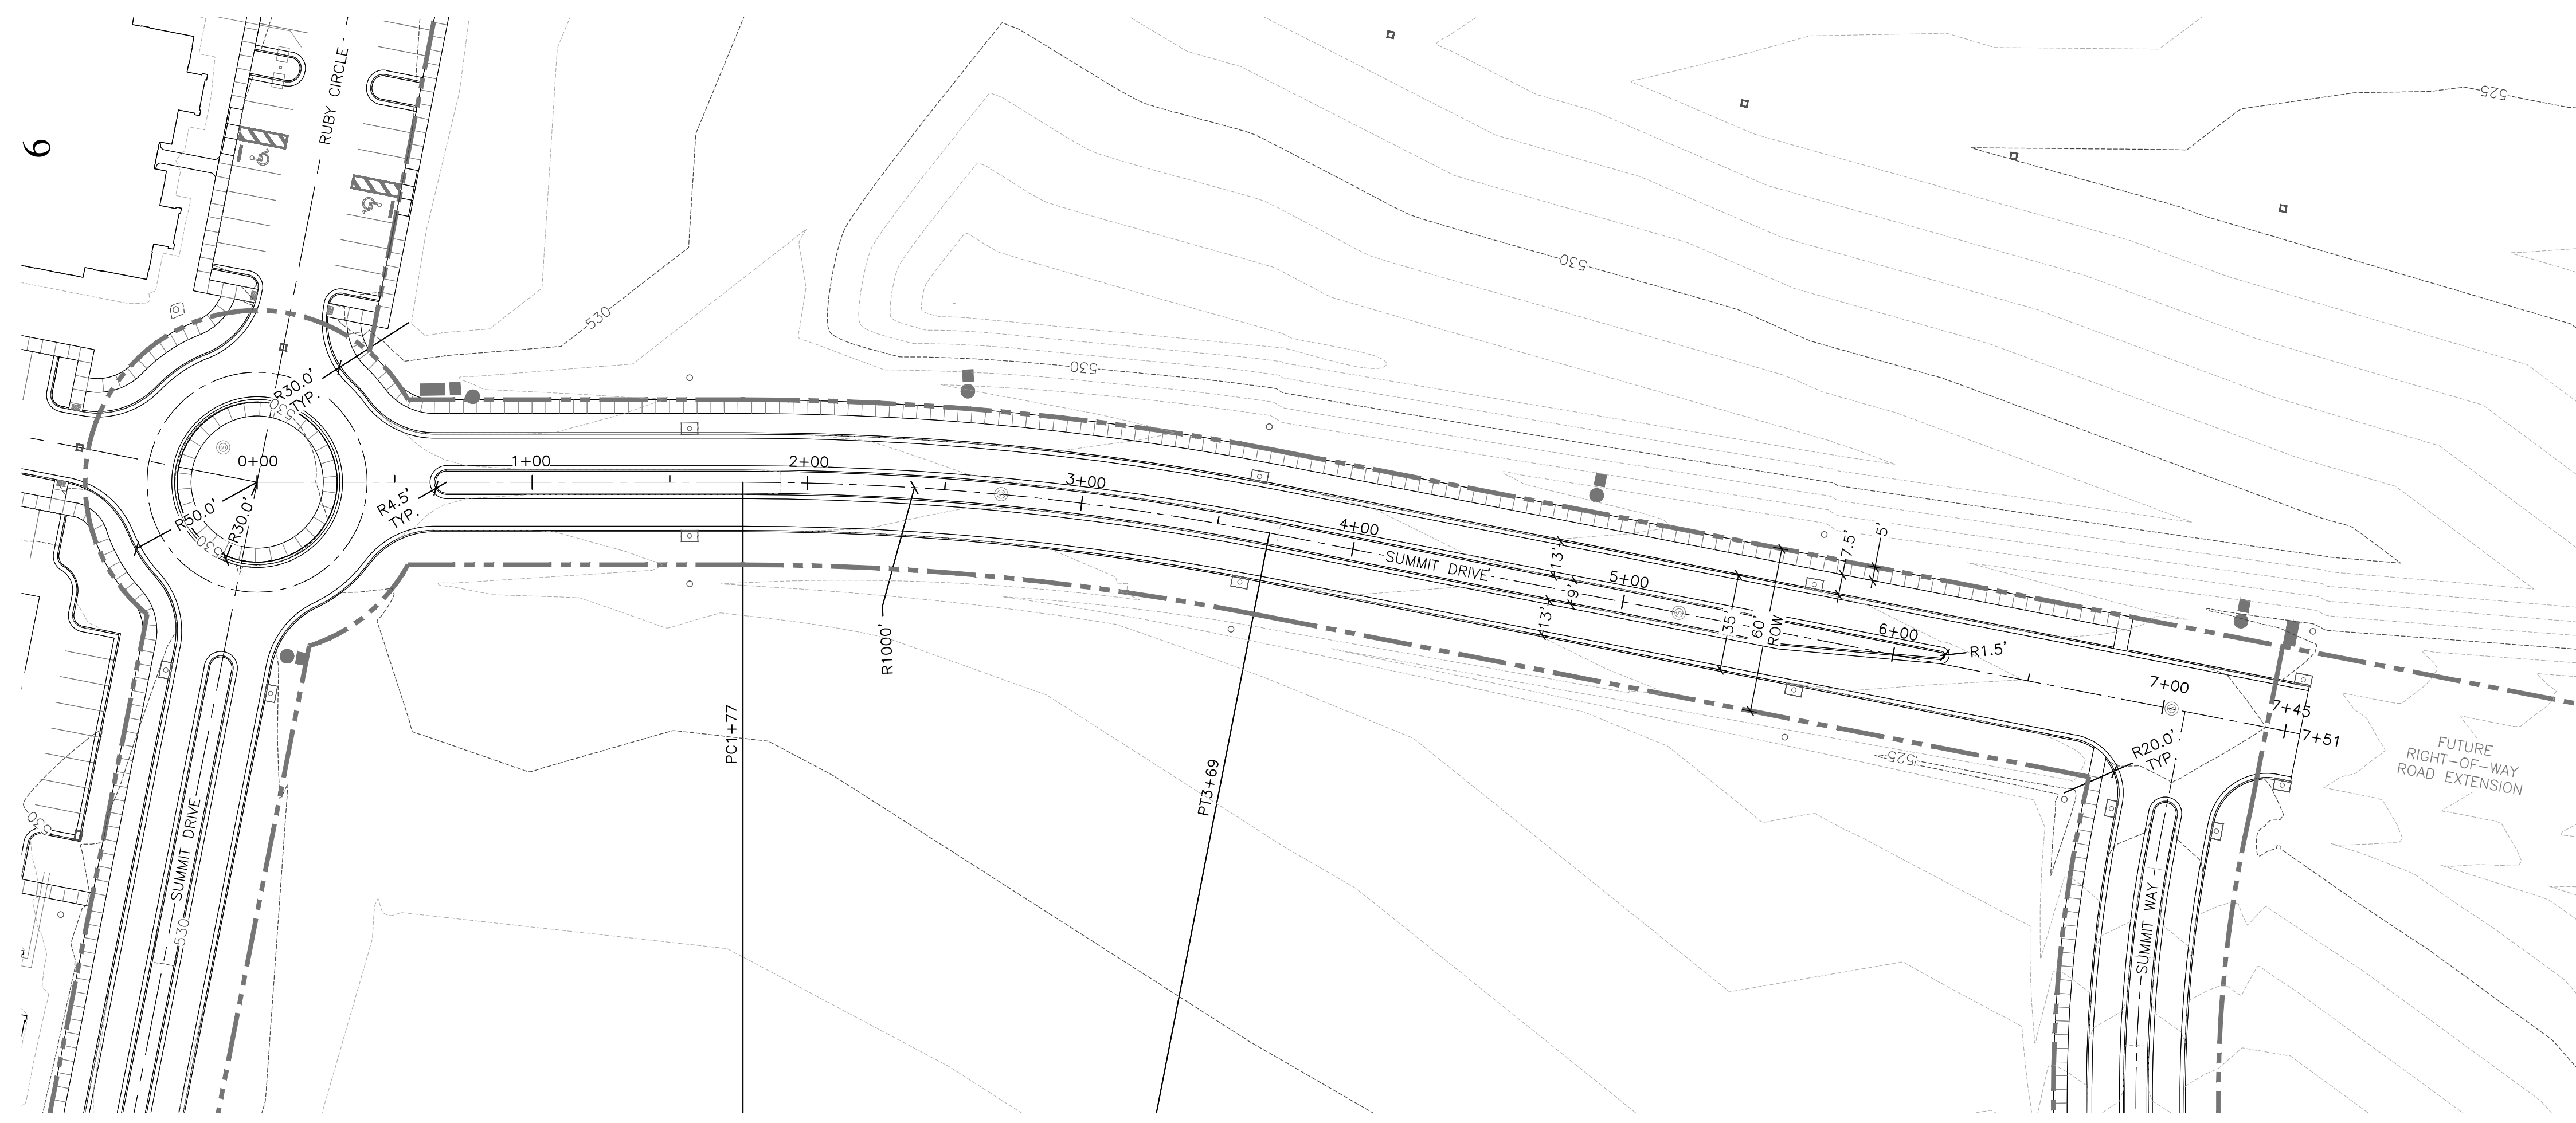 RUBY CIRCLE
525
6
530
530
530
R30.0'
TYP.
530
0+00
1+00
2+00
3+00
4+00
5+00
6+00
7+00
7+45
7+51
R50.0'
R30.0'
530
R4.5'
TYP.
SUMMIT DRIVE
13'
9'
13'
35'
60'
ROW
7.5'
5'
R1.5'
R1000'
PC1+77
PT3+69
525
R20.0'
TYP.
FUTURE
RIGHT-OF-WAY
ROAD EXTENSION
530
SUMMIT DRIVE
530
SUMMIT WAY